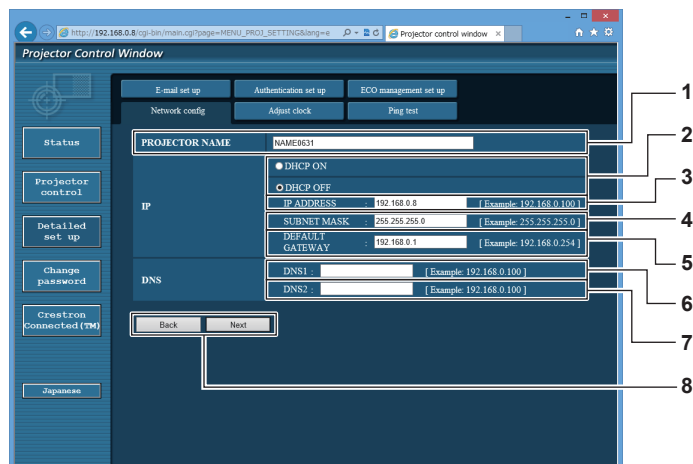 http://192.168.0.8/cgi-bin/main.cgi?page=MENU_PROJ_SETTING&lang=e
Projector control window
Projector Control Window
E-mail set up
Authentication set up
ECO management set up
Network config
Adjust clock
Ping test
Status
Projector
control
Detailed
set up
Change
password
Crestron
Connected(TM)
Japanese
PROJECTOR NAME
NAME0631
IP
DHCP ON
DHCP OFF
IP ADDRESS : 192.168.0.8 [ Example: 192.168.0.100 ]
SUBNET MASK : 255.255.255.0 [ Example: 255.255.255.0 ]
DEFAULT
GATEWAY : 192.168.0.1 [ Example: 192.168.0.254 ]
DNS
DNS1 : [ Example: 192.168.0.100 ]
DNS2 : [ Example: 192.168.0.100 ]
Back
Next
1
2
3
4
5
6
7
8